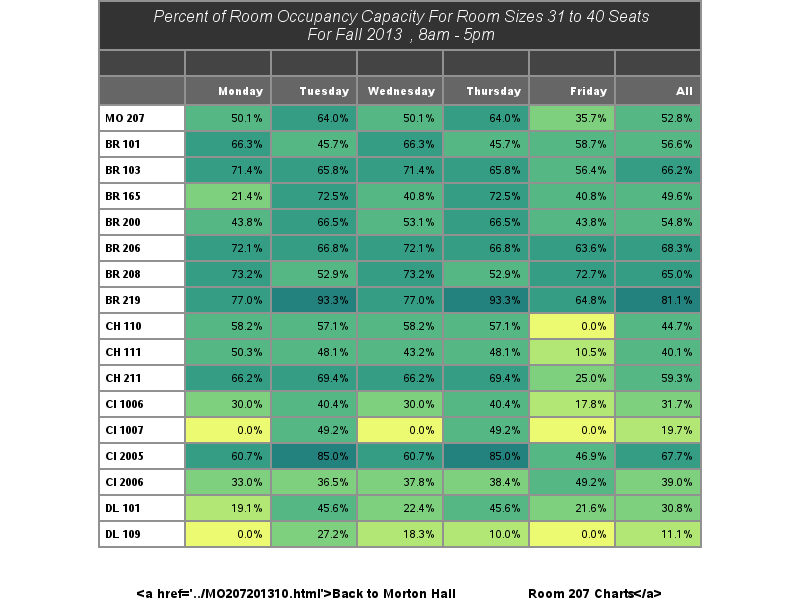 Percent of Room Occupancy Capacity For Room Sizes 31 to 40 Seats
For Fall 2013 , 8am - 5pm
Monday Tuesday Wednesday Thursday Friday All
MO 207 50.1% 64.0% 50.1% 64.0% 35.7% 52.8%
BR 101 66.3% 45.7% 66.3% 45.7% 58.7% 56.6%
BR 103 71.4% 65.8% 71.4% 65.8% 56.4% 66.2%
BR 165 21.4% 72.5% 40.8% 72.5% 40.8% 49.6%
BR 200 43.8% 66.5% 53.1% 66.5% 43.8% 54.8%
BR 206 72.1% 66.8% 72.1% 66.8% 63.6% 68.3%
BR 208 73.2% 52.9% 73.2% 52.9% 72.7% 65.0%
BR 219 77.0% 93.3% 77.0% 93.3% 64.8% 81.1%
CH 110 58.2% 57.1% 58.2% 57.1% 0.0% 44.7%
CH 111 50.3% 48.1% 43.2% 48.1% 10.5% 40.1%
CH 211 66.2% 69.4% 66.2% 69.4% 25.0% 59.3%
CI 1006 30.0% 40.4% 30.0% 40.4% 17.8% 31.7%
CI 1007 0.0% 49.2% 0.0% 49.2% 0.0% 19.7%
CI 2005 60.7% 85.0% 60.7% 85.0% 46.9% 67.7%
CI 2006 33.0% 36.5% 37.8% 38.4% 49.2% 39.0%
DL 101 19.1% 45.6% 22.4% 45.6% 21.6% 30.8%
DL 109 0.0% 27.2% 18.3% 10.0% 0.0% 11.1%
<a href='../MO207201310.html'>Back to Morton Hall Room 207 Charts</a>